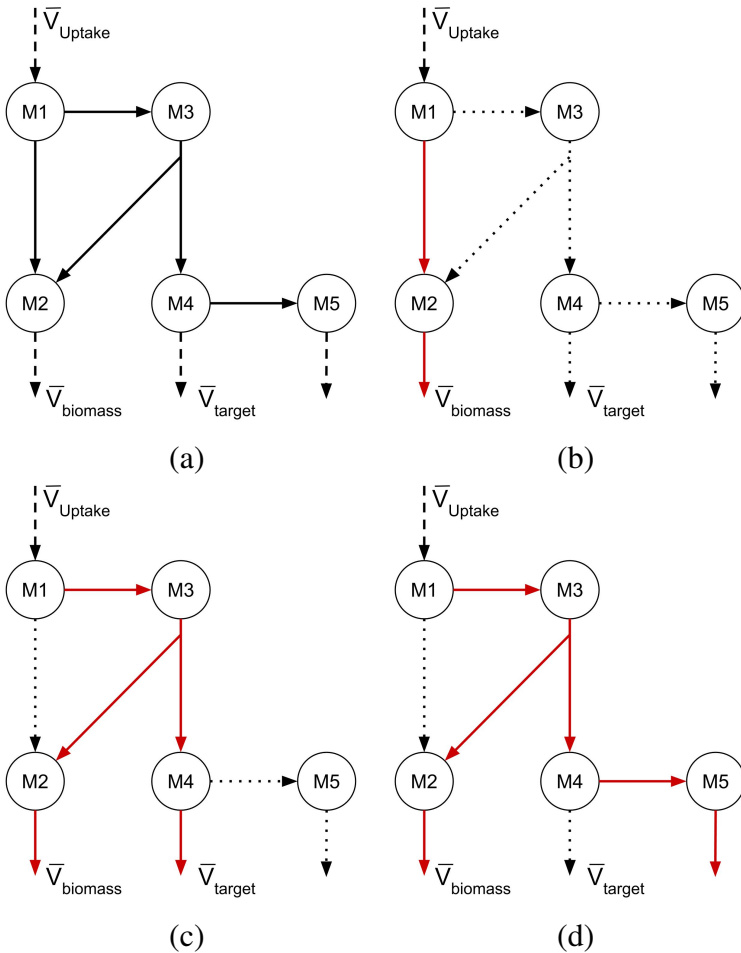 V̅Uptake
V̅Uptake
M1
M3
M1
M3
M2
M4
M5
M2
M4
M5
V̅biomass
V̅target
V̅biomass
V̅target
(a)
(b)
V̅Uptake
V̅Uptake
M1
M3
M1
M3
M2
M4
M5
M2
M4
M5
V̅biomass
V̅target
V̅biomass
V̅target
(c)
(d)